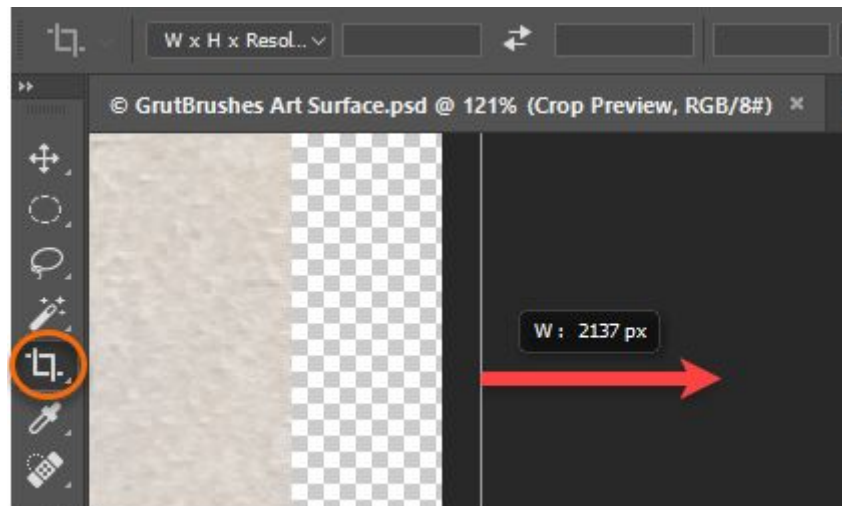 W x H x Resol...
© GrutBrushes Art Surface.psd @ 121% (Crop Preview, RGB/8#) ×
W : 2137 px